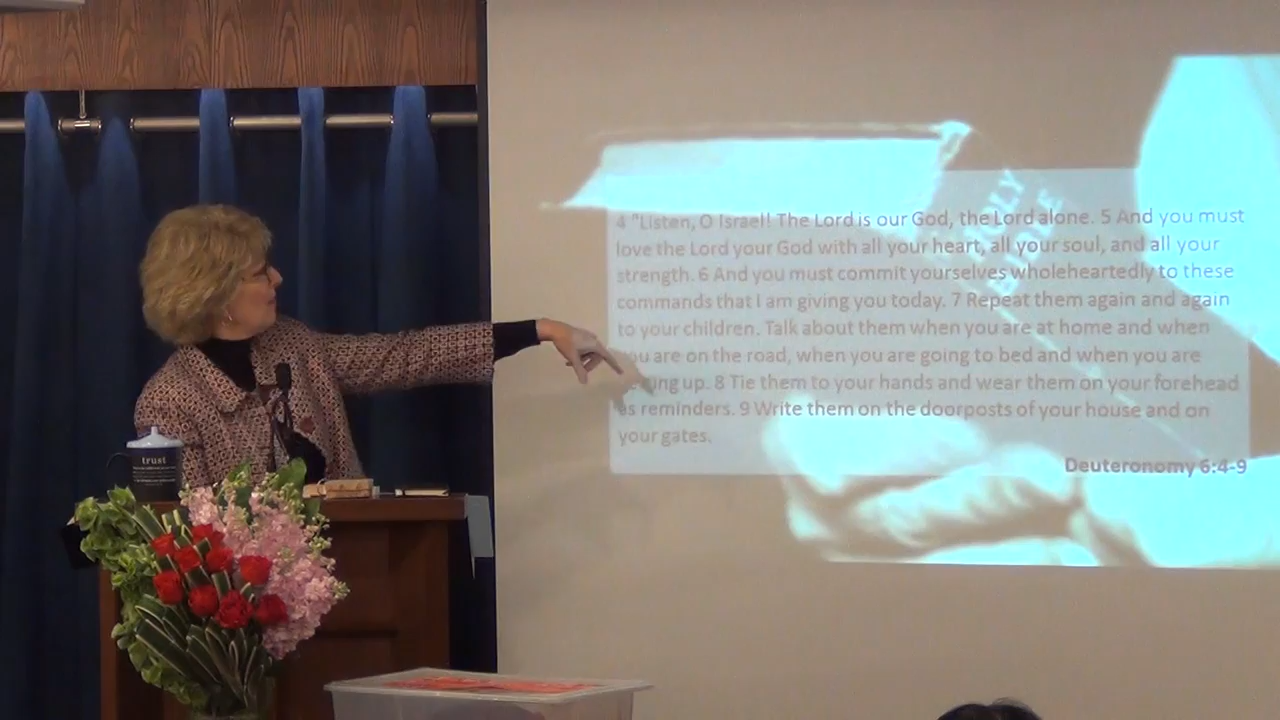 HOLY
BIBLE
4 "Listen, O Israel! The Lord is our God, the Lord alone. 5 And you must
love the Lord your God with all your heart, all your soul, and all your
strength. 6 And you must commit yourselves wholeheartedly to these
commands that I am giving you today. 7 Repeat them again and again
to your children. Talk about them when you are at home and when
you are on the road, when you are going to bed and when you are
up. 8 Tie them to your hands and wear them on your forehead
as reminders. 9 Write them on the doorposts of your house and on
your gates.
Deuteronomy 6:4-9
trust